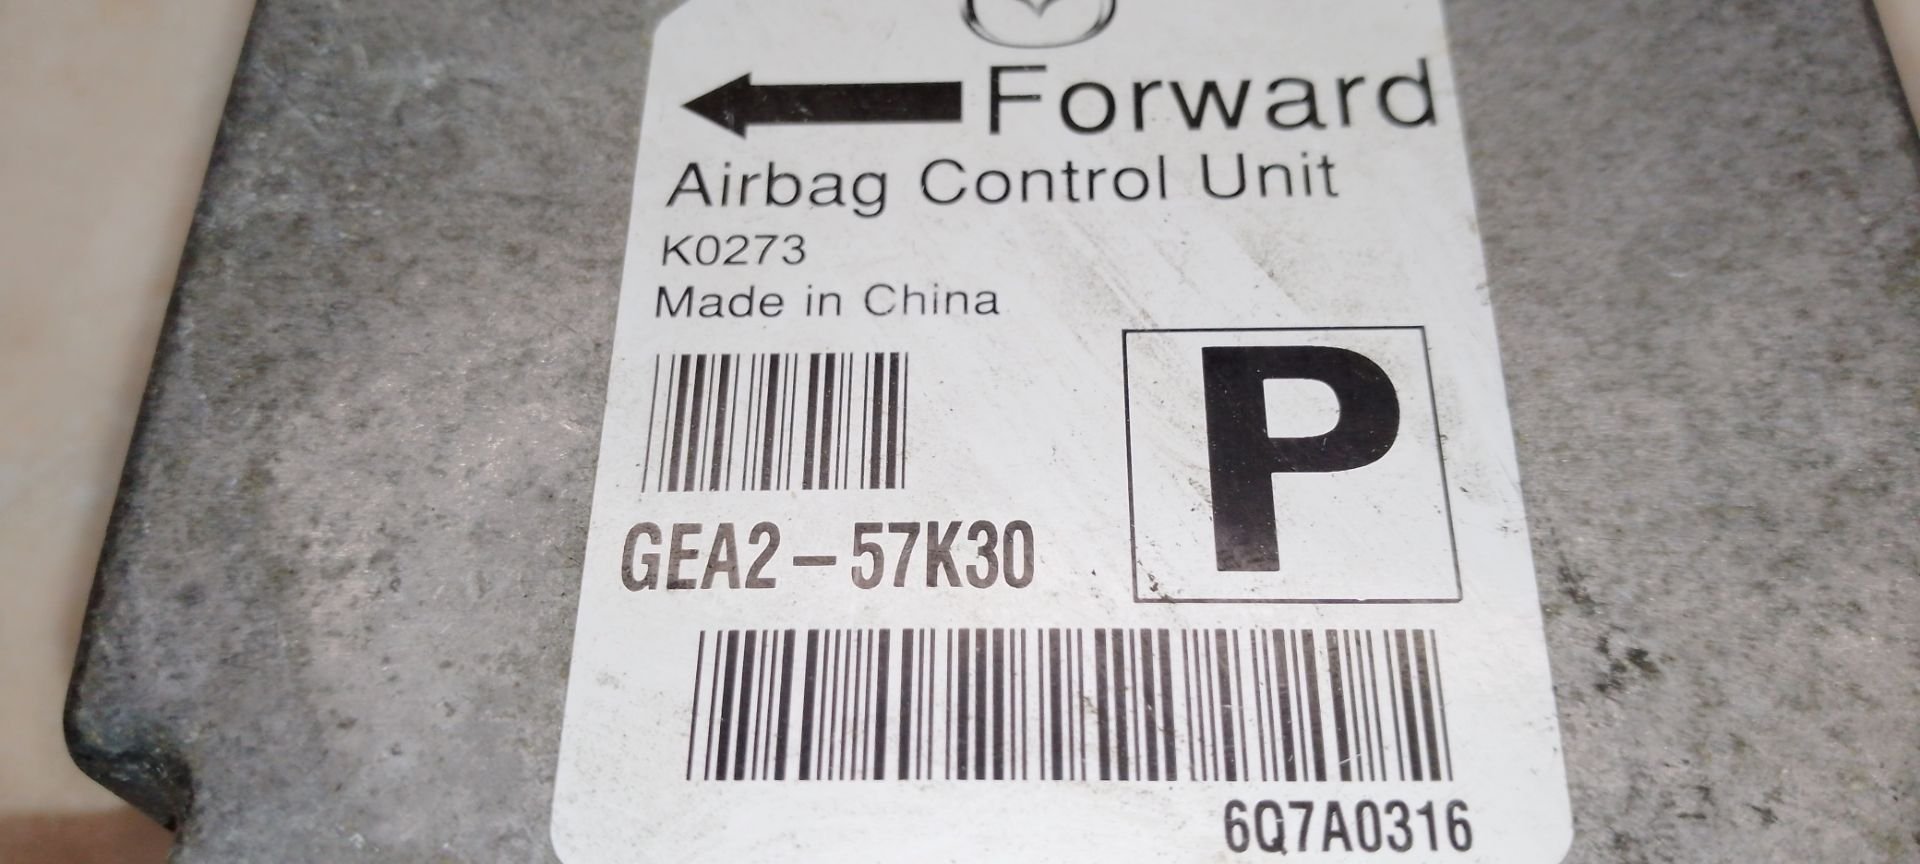 Forward
Airbag Control Unit
K0273
Made in China
P
GEA2-57K30
6Q7A0316